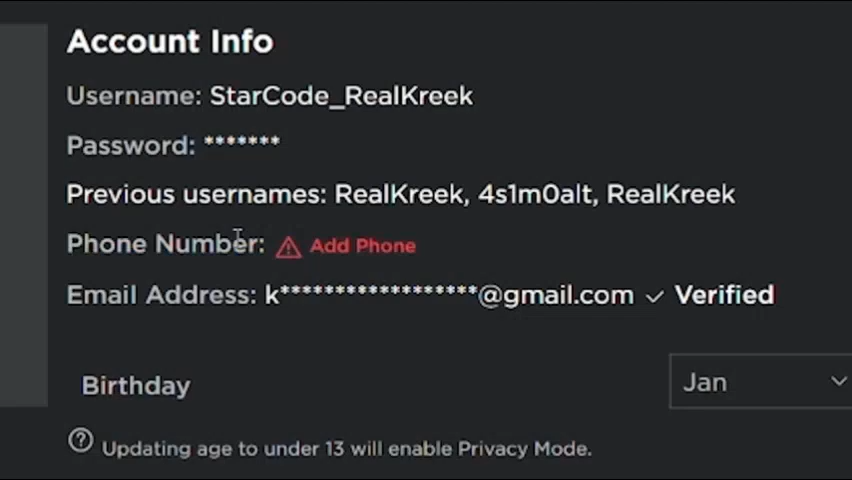 Account Info
Username: StarCode_RealKreek
Password: *******
Previous usernames: RealKreek, 4s1m0alt, RealKreek
Phone Number: Add Phone
Email Address: k******************@gmail.com ✓ Verified
Birthday
Jan
Updating age to under 13 will enable Privacy Mode.